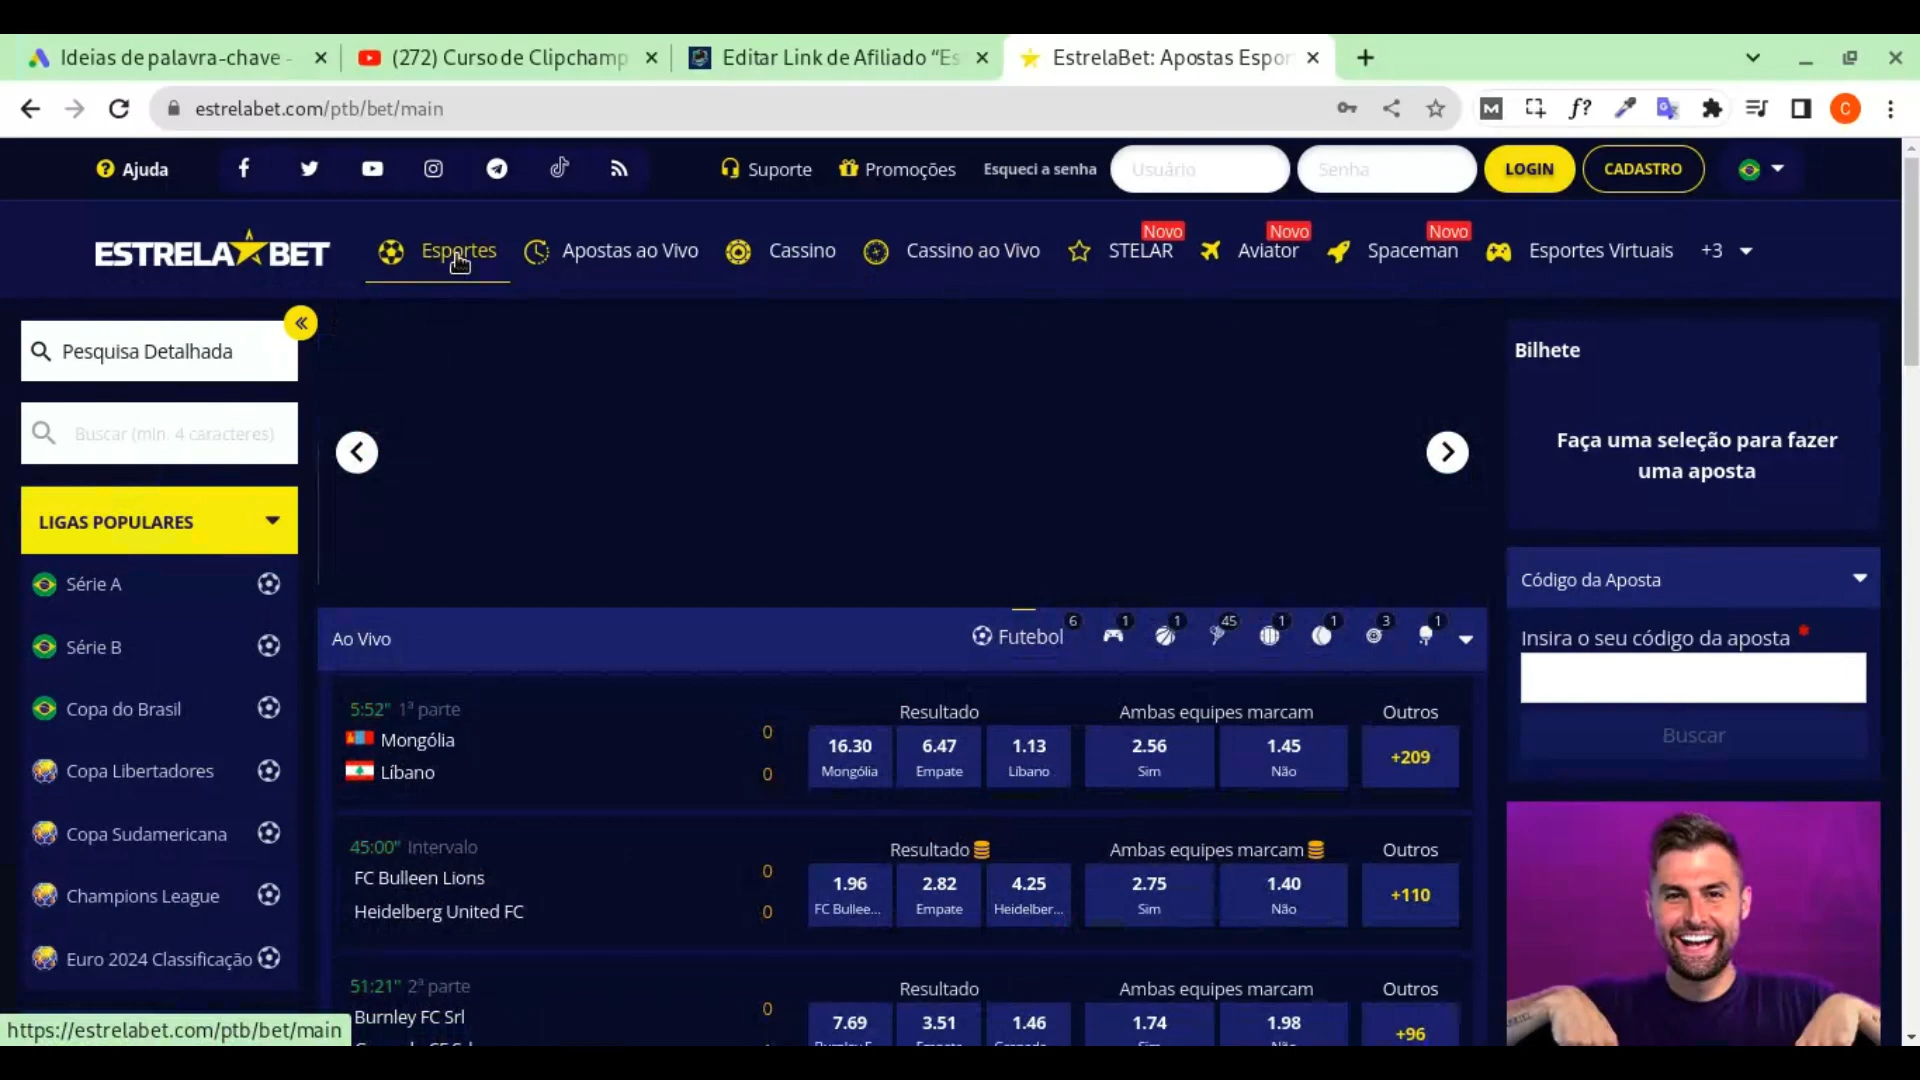 Ideias de palavra-chave -
(272) Curso de Clipchamp
Editar Link de Afiliado “Es
EstrelaBet: Apostas Espor
estrelabet.com/ptb/bet/main
M
f?
C
Ajuda
Suporte
Promoções
Esqueci a senha
Usuário
Senha
LOGIN
CADASTRO
ESTRELA BET
Esportes
Apostas ao Vivo
Cassino
Cassino ao Vivo
STELAR
Novo
Aviator
Novo
Spaceman
Novo
Esportes Virtuais
+3
Pesquisa Detalhada
Buscar (min. 4 caracteres)
LIGAS POPULARES
Série A
Série B
Copa do Brasil
Copa Libertadores
Copa Sudamericana
Champions League
Euro 2024 Classificação
https://estrelabet.com/ptb/bet/main
Ao Vivo
Futebol
6
1
1
45
1
1
3
1
5:52" 1ª parte
Mongólia
Líbano
0
0
Resultado
16.30
Mongólia
6.47
Empate
1.13
Líbano
Ambas equipes marcam
2.56
Sim
1.45
Não
Outros
+209
45:00" Intervalo
FC Bulleen Lions
Heidelberg United FC
0
0
Resultado
1.96
FC Bullee...
2.82
Empate
4.25
Heidelber...
Ambas equipes marcam
2.75
Sim
1.40
Não
Outros
+110
51:21" 2ª parte
Burnley FC Srl
0
Resultado
7.69
3.51
Empate
1.46
Ambas equipes marcam
1.74
Sim
1.98
Não
Outros
+96
Bilhete
Faça uma seleção para fazer
uma aposta
Código da Aposta
Insira o seu código da aposta *
Buscar